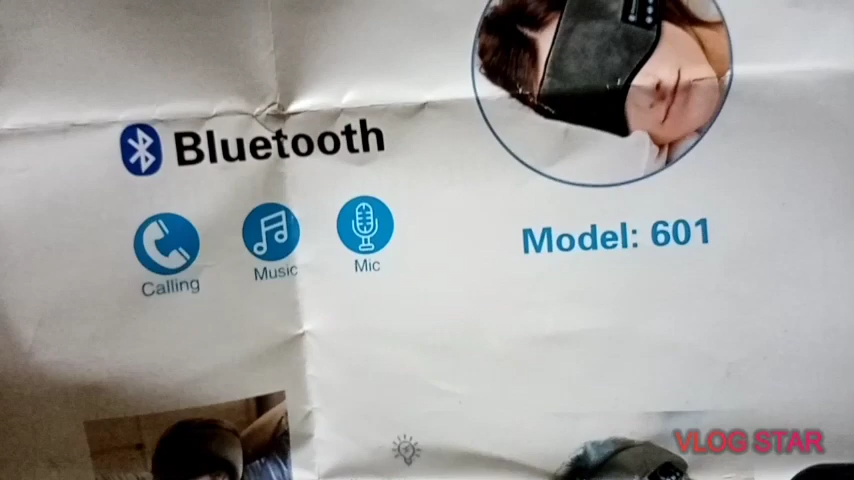 Bluetooth
Calling
Music
Mic
Model: 601
VLOG STAR